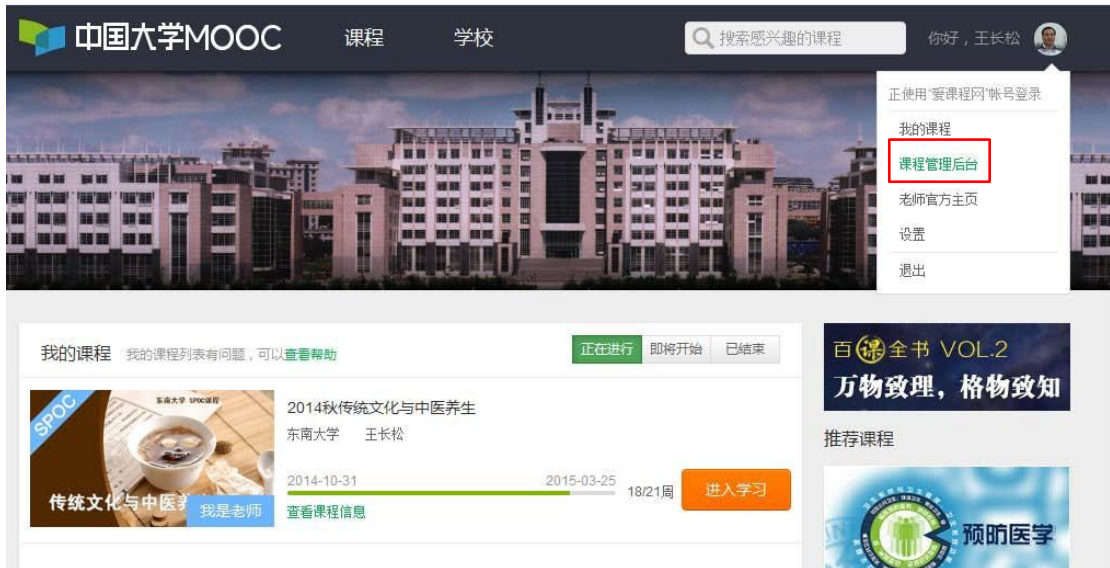 中国大学MOOC 课程 学校 搜索感兴趣的课程 你好，王长松
正使用“爱课程网”帐号登录
我的课程
课程管理后台
老师官方主页
设置
退出
我的课程 我的课程列表有问题，可以查看帮助 正在进行 即将开始 已结束
SPOC
东南大学 SPOC课程
传统文化与中医养
我是老师
2014秋传统文化与中医养生
东南大学 王长松
2014-10-31 2015-03-25 18/21周 进入学习
查看课程信息
百课全书 VOL.2
万物致理，格物致知
推荐课程
预防医学